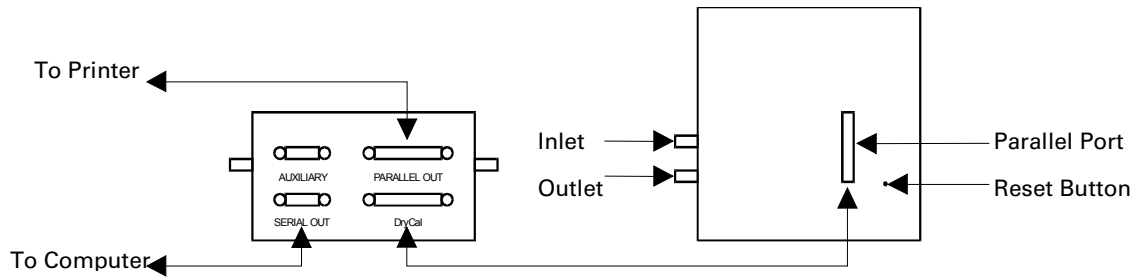 To Printer
AUXILIARY
PARALLEL OUT
SERIAL OUT
DryCal
To Computer
Inlet
Outlet
Parallel Port
Reset Button